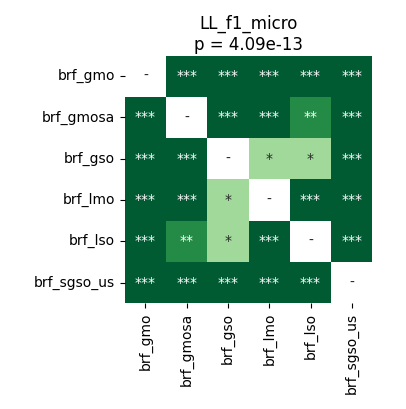 LL_f1_micro
p = 4.09e-13
brf_gmo - *** *** *** *** ***
brf_gmosa *** - *** *** ** ***
brf_gso *** *** - * * ***
brf_lmo *** *** * - *** ***
brf_lso *** ** * *** - ***
brf_sgso_us *** *** *** *** *** -
brf_gmo brf_gmosa brf_gso brf_lmo brf_lso brf_sgso_us